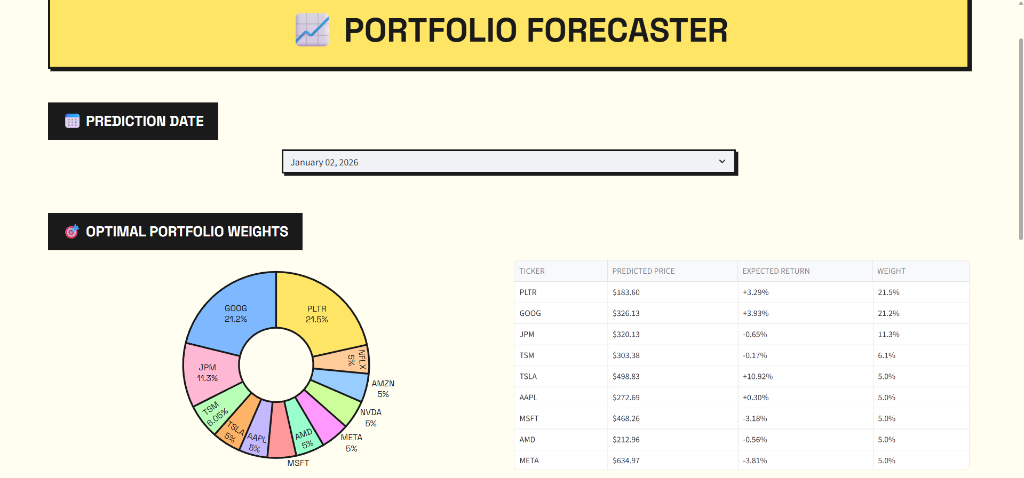 📈 PORTFOLIO FORECASTER
📅 PREDICTION DATE
January 02, 2026
🎯 OPTIMAL PORTFOLIO WEIGHTS
GOOG
21.2%
PLTR
21.5%
NFLX
5%
JPM
11.3%
AMZN
5%
TSM
6.05%
NVDA
5%
TSLA
5%
AAPL
5%
AMD
5%
META
5%
MSFT
TICKER PREDICTED PRICE EXPECTED RETURN WEIGHT
PLTR $183.60 +3.29% 21.5%
GOOG $326.13 +3.93% 21.2%
JPM $320.13 -0.65% 11.3%
TSM $303.38 -0.17% 6.1%
TSLA $498.83 +10.92% 5.0%
AAPL $272.69 +0.30% 5.0%
MSFT $468.26 -3.18% 5.0%
AMD $212.96 -0.56% 5.0%
META $634.97 -3.81% 5.0%